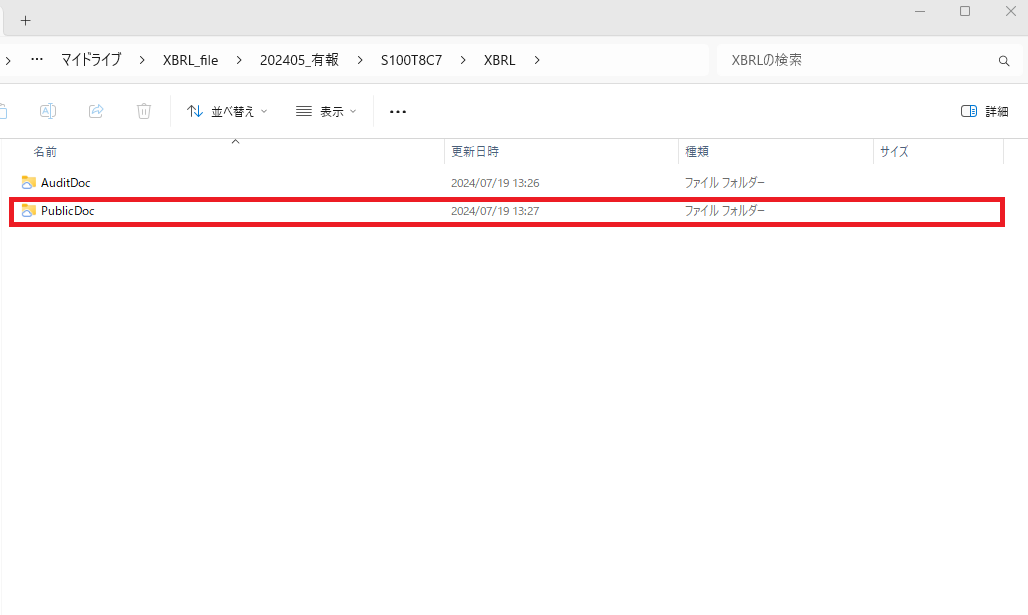 … マイドライブ > XBRL_file > 202405_有報 > S100T8C7 > XBRL > XBRLの検索
並べ替え 表示 … 詳細
名前 更新日時 種類 サイズ
AuditDoc 2024/07/19 13:26 ファイル フォルダー
PublicDoc 2024/07/19 13:27 ファイル フォルダー